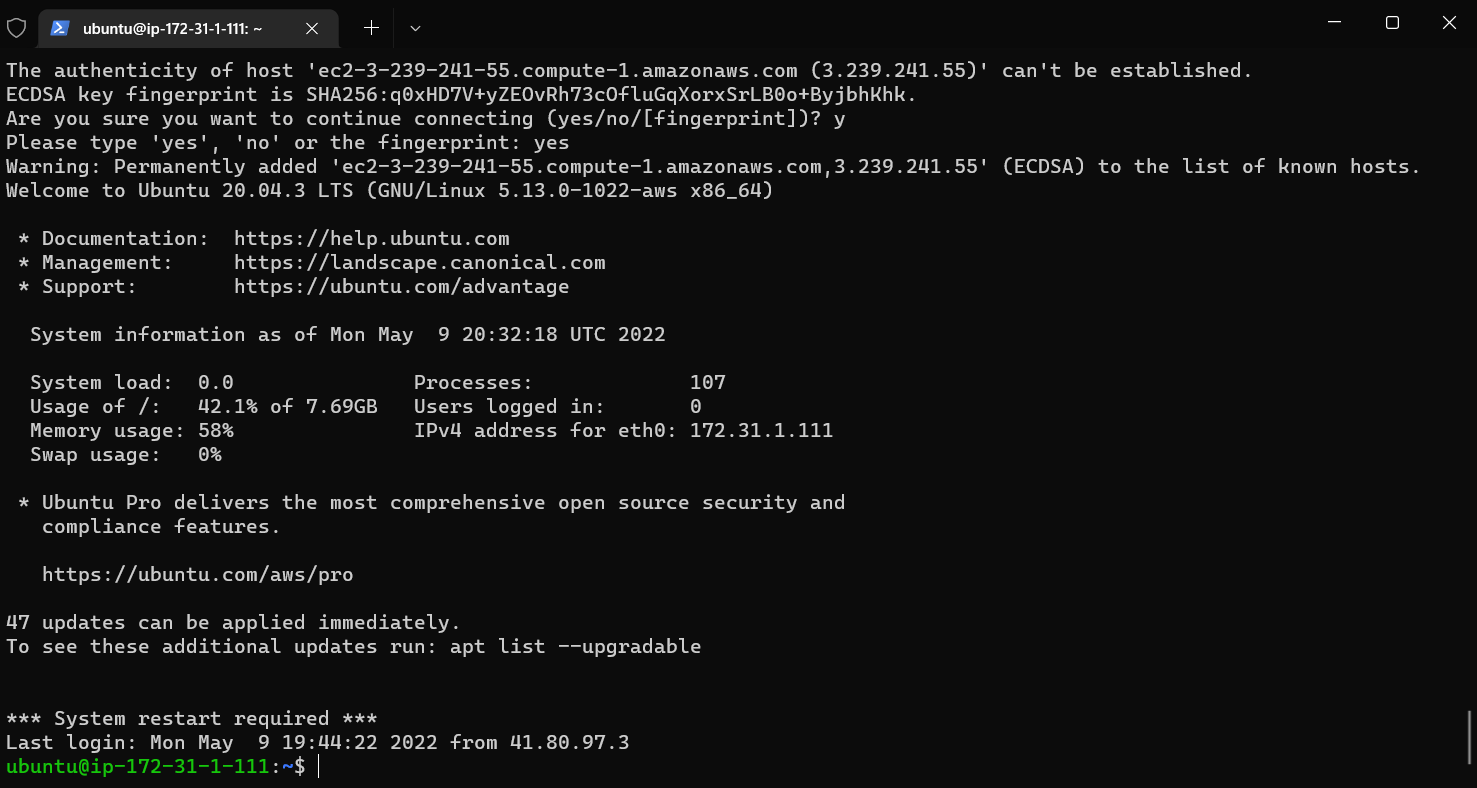 ubuntu@ip-172-31-1-111: ~
The authenticity of host 'ec2-3-239-241-55.compute-1.amazonaws.com (3.239.241.55)' can't be established.
ECDSA key fingerprint is SHA256:q0xHD7V+yZEOvRh73cOfluGqXorxSrLB0o+ByjbhKhk.
Are you sure you want to continue connecting (yes/no/[fingerprint])? y
Please type 'yes', 'no' or the fingerprint: yes
Warning: Permanently added 'ec2-3-239-241-55.compute-1.amazonaws.com,3.239.241.55' (ECDSA) to the list of known hosts.
Welcome to Ubuntu 20.04.3 LTS (GNU/Linux 5.13.0-1022-aws x86_64)
* Documentation:  https://help.ubuntu.com
* Management:     https://landscape.canonical.com
* Support:        https://ubuntu.com/advantage
System information as of Mon May  9 20:32:18 UTC 2022
System load:  0.0               Processes:             107
Usage of /:   42.1% of 7.69GB   Users logged in:       0
Memory usage: 58%               IPv4 address for eth0: 172.31.1.111
Swap usage:   0%
* Ubuntu Pro delivers the most comprehensive open source security and
compliance features.
https://ubuntu.com/aws/pro
47 updates can be applied immediately.
To see these additional updates run: apt list --upgradable
*** System restart required ***
Last login: Mon May  9 19:44:22 2022 from 41.80.97.3
ubuntu@ip-172-31-1-111:~$